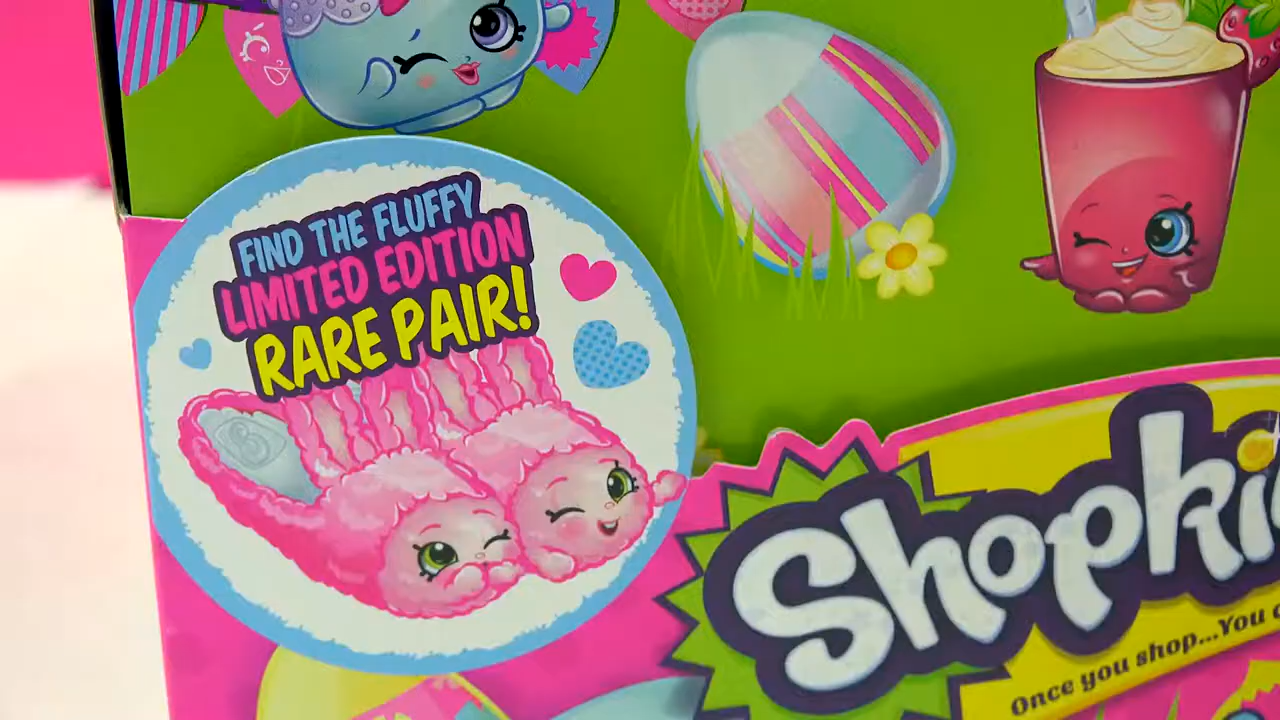 FIND THE FLUFFY
LIMITED EDITION
RARE PAIR!
Shopki
Once you shop...You